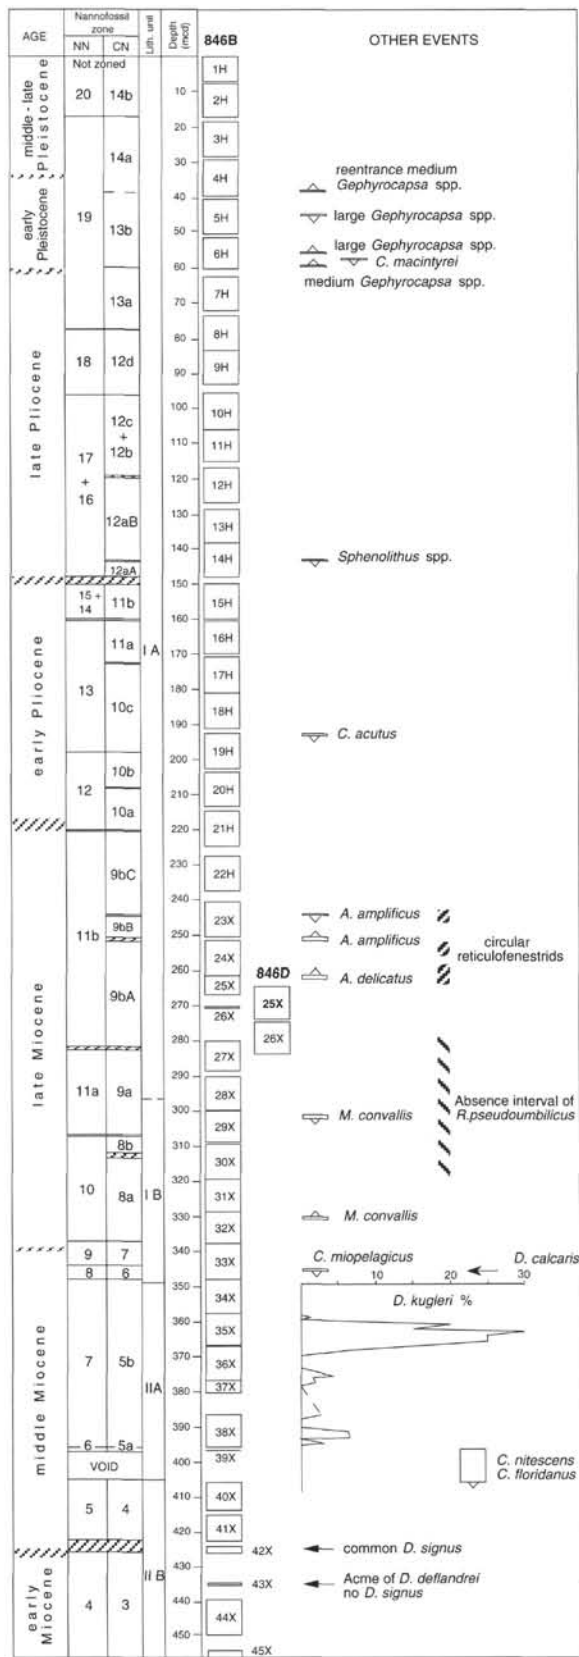 AGE
Nannofossil
zone
NN
CN
Lith. unit
Depth
(mcd)
846B
OTHER EVENTS
Not zoned
middle - late
Pleistocene
early
Pleistocene
late Pliocene
early Pliocene
late Miocene
middle Miocene
early
Miocene
20
19
18
17
+
16
15 +
14
13
12
11b
11a
10
9
8
7
6
VOID
5
4
14b
14a
13b
13a
12d
12c
+
12b
12aB
12aA
11b
11a
10c
10b
10a
9bC
9bB
9bA
9a
8b
8a
7
6
5b
5a
4
3
I A
I B
IIA
Ii B
10
20
30
40
50
60
70
80
90
100
110
120
130
140
150
160
170
180
190
200
210
220
230
240
250
260
270
280
290
300
310
320
330
340
350
360
370
380
390
400
410
420
430
440
450
1H
2H
3H
4H
5H
6H
7H
8H
9H
10H
11H
12H
13H
14H
15H
16H
17H
18H
19H
20H
21H
22H
23X
24X
25X
26X
27X
28X
29X
30X
31X
32X
33X
34X
35X
36X
37X
38X
39X
40X
41X
42X
43X
44X
45X
846D
25X
26X
reentrance medium
Gephyrocapsa spp.
large Gephyrocapsa spp.
large Gephyrocapsa spp.
C. macintyrei
medium Gephyrocapsa spp.
Sphenolithus spp.
C. acutus
A. amplificus
A. amplificus
circular
reticulofenestrids
A. delicatus
M. convallis
Absence interval of
R.pseudoumbilicus
M. convallis
C. miopelagicus
D. calcaris
10 20 30
D. kugleri %
C. nitescens
C. floridanus
common D. signus
Acme of D. deflandrei
no D. signus